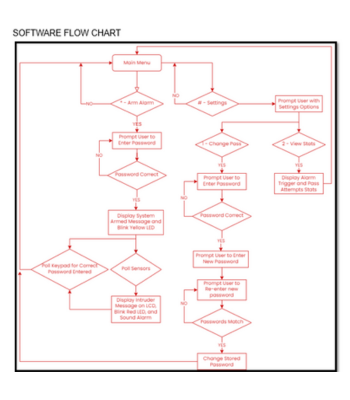 SOFTWARE FLOW CHART
Main Menu
* - Arm Alarm
NO
YES
Prompt User to
Enter Password
NO
Password Correct
YES
Display System
Armed Message and
Blink Yellow LED
Poll Keypad for Correct
Password Entered
Poll Sensors
Display Intruder
Message on LCD,
Blink Red LED, and
Sound Alarm
NO
# - Settings
Prompt User with
Settings Options
1 - Change Pass
2 - View Stats
YES
YES
Prompt User to
Enter Password
NO
Password Correct
YES
Display Alarm
Trigger and Pass
Attempts Stats
Prompt User to Enter
New Password
Prompt User to
Re-enter new
password
NO
Passwords Match
YES
Change Stored
Password